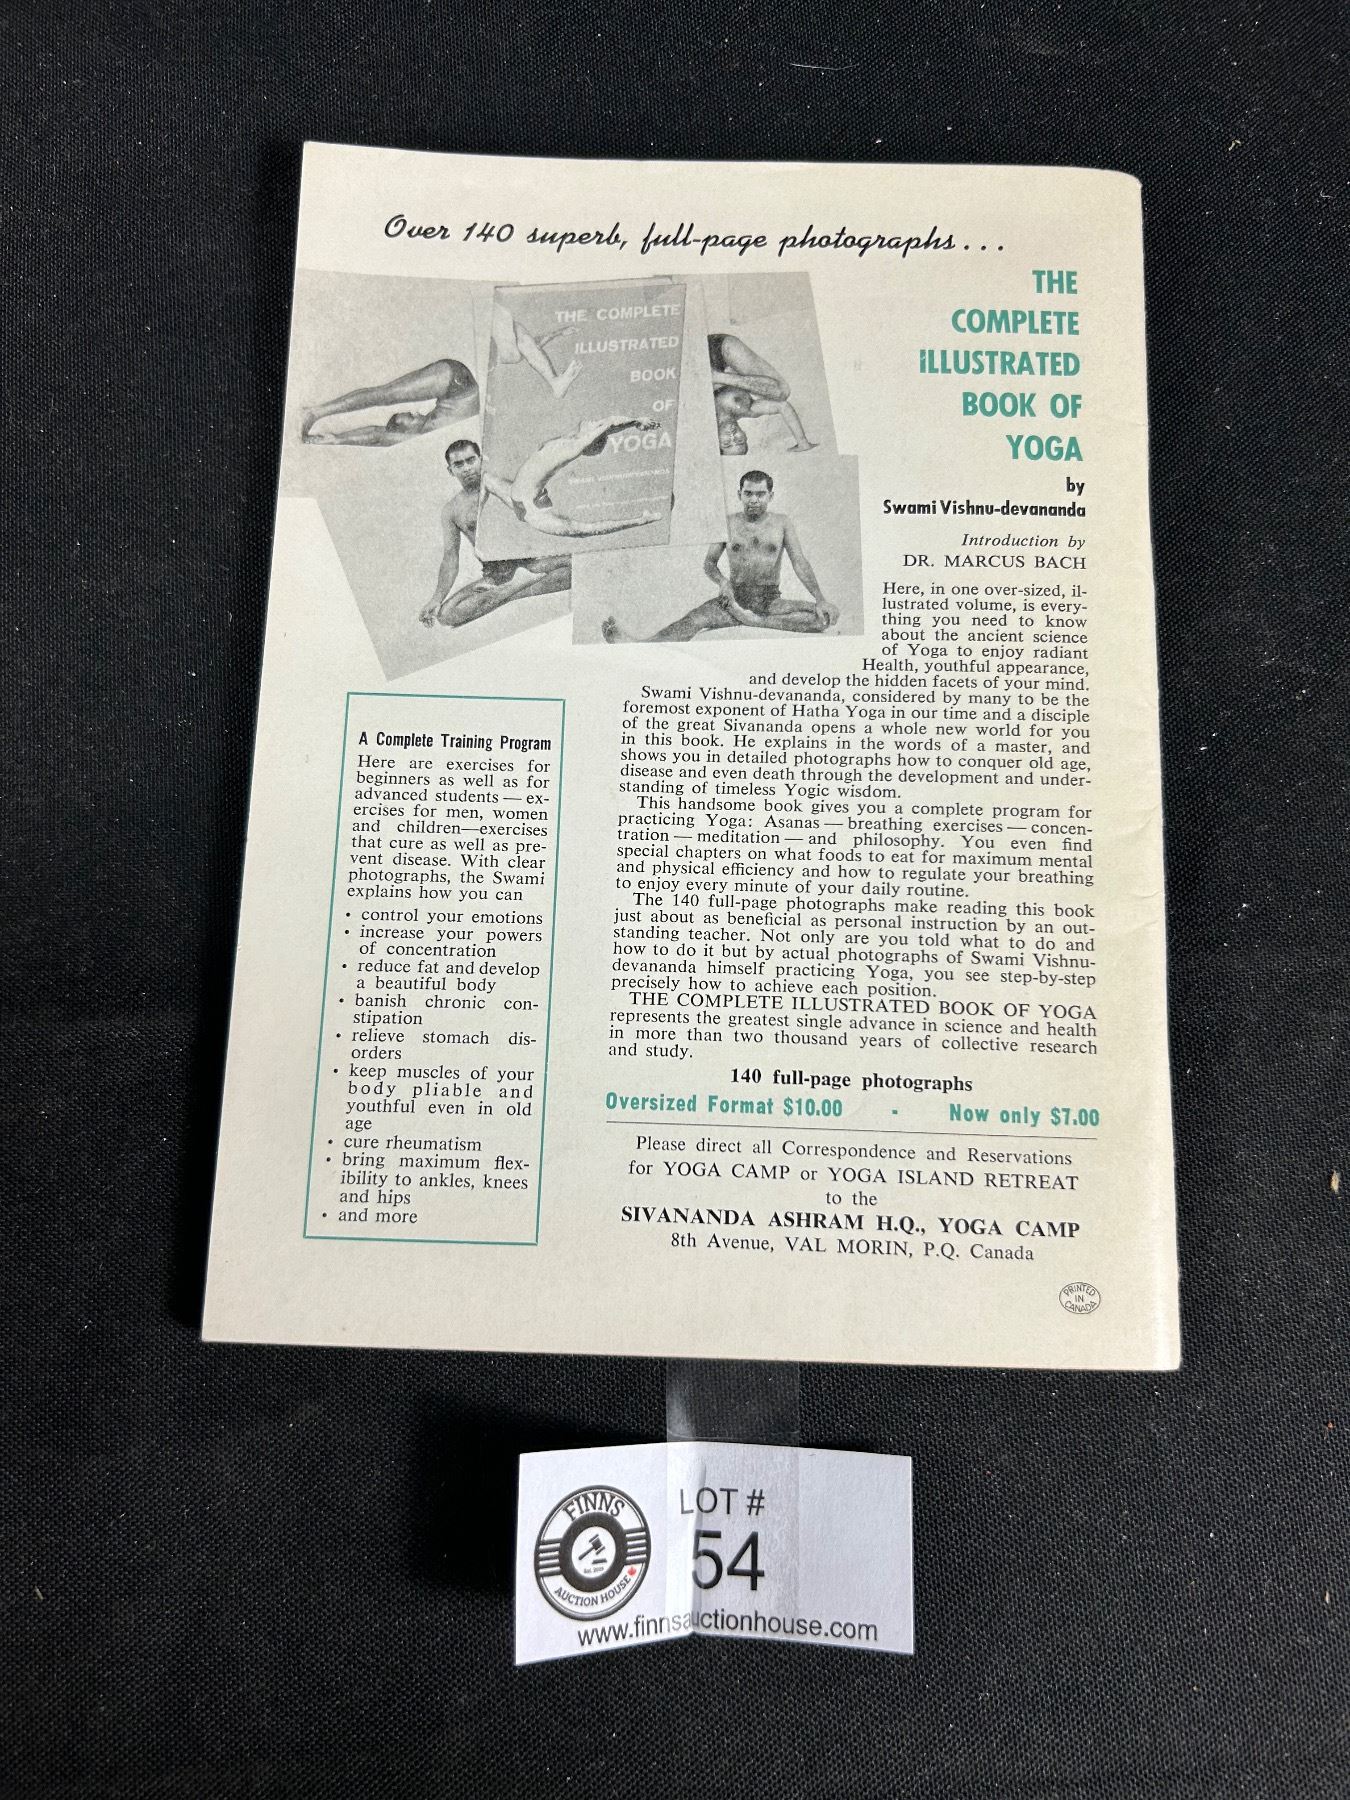 Over 140 superb, full-page photographs...
THE COMPLETE
ILLUSTRATED
BOOK
OF
YOGA
THE
COMPLETE
ILLUSTRATED
BOOK OF
YOGA
by
Swami Vishnu-devananda
Introduction by
DR. MARCUS BACH
Here, in one over-sized, il-
lustrated volume, is every-
thing you need to know
about the ancient science
of Yoga to enjoy radiant
Health, youthful appearance,
and develop the hidden facets of your mind.
Swami Vishnu-devananda, considered by many to be the
foremost exponent of Hatha Yoga in our time and a disciple
of the great Sivananda opens a whole new world for you
in this book. He explains in the words of a master, and
shows you in detailed photographs how to conquer old age,
disease and even death through the development and under-
standing of timeless Yogic wisdom.
This handsome book gives you a complete program for
practicing Yoga: Asanas — breathing exercises — concen-
tration — meditation — and philosophy. You even find
special chapters on what foods to eat for maximum mental
and physical efficiency and how to regulate your breathing
to enjoy every minute of your daily routine.
The 140 full-page photographs make reading this book
just about as beneficial as personal instruction by an out-
standing teacher. Not only are you told what to do and
how to do it but by actual photographs of Swami Vishnu-
devananda himself practicing Yoga, you see step-by-step
precisely how to achieve each position.
THE COMPLETE ILLUSTRATED BOOK OF YOGA
represents the greatest single advance in science and health
in more than two thousand years of collective research
and study.
140 full-page photographs
Oversized Format $10.00 - Now only $7.00
Please direct all Correspondence and Reservations
for YOGA CAMP or YOGA ISLAND RETREAT
to the
SIVANANDA ASHRAM H.Q., YOGA CAMP
8th Avenue, VAL MORIN, P.Q. Canada
PRINTED
IN
CANADA
A Complete Training Program
Here are exercises for
beginners as well as for
advanced students — ex-
ercises for men, women
and children—exercises
that cure as well as pre-
vent disease. With clear
photographs, the Swami
explains how you can
• control your emotions
• increase your powers
of concentration
• reduce fat and develop
a beautiful body
• banish chronic con-
stipation
• relieve stomach dis-
orders
• keep muscles of your
body pliable and
youthful even in old
age
• cure rheumatism
• bring maximum flex-
ibility to ankles, knees
and hips
• and more
FINNS
AUCTION HOUSE
LOT #
54
www.finnsauctionhouse.com